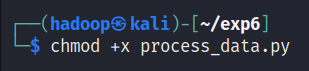 ┌──(hadoop㉿kali)-[~/exp6]
└─$ chmod +x process_data.py